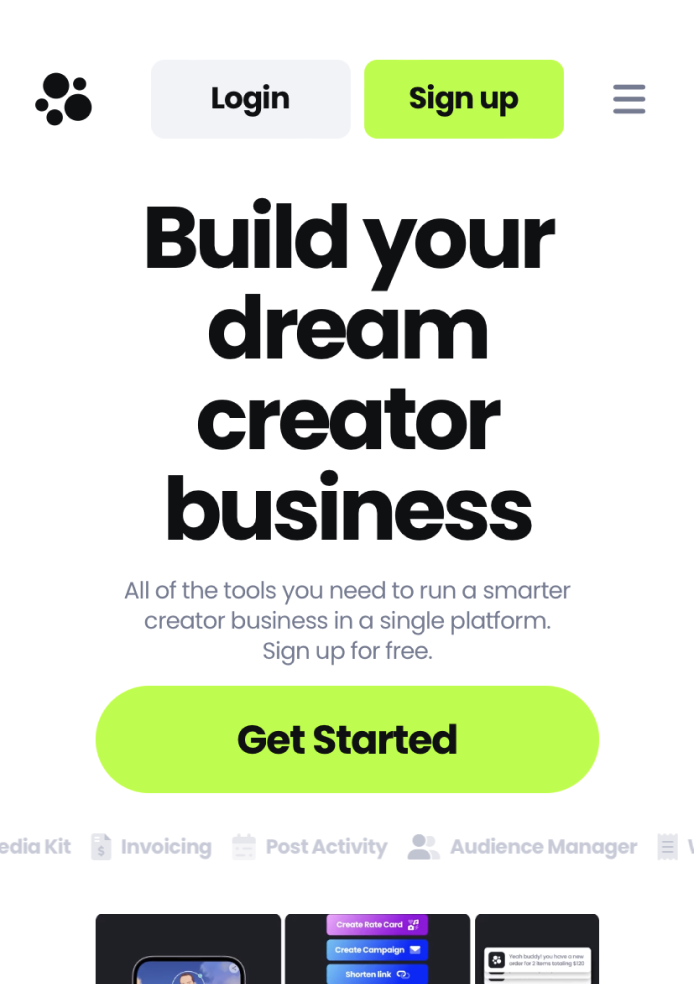 Login
Sign up
Build your
dream
creator
business
All of the tools you need to run a smarter
creator business in a single platform.
Sign up for free.
Get Started
edia Kit
Invoicing
Post Activity
Audience Manager
Create Rate Card
Create Campaign
Shorten link
Yeah buddy! you have a new
order for 2 items totalling $120